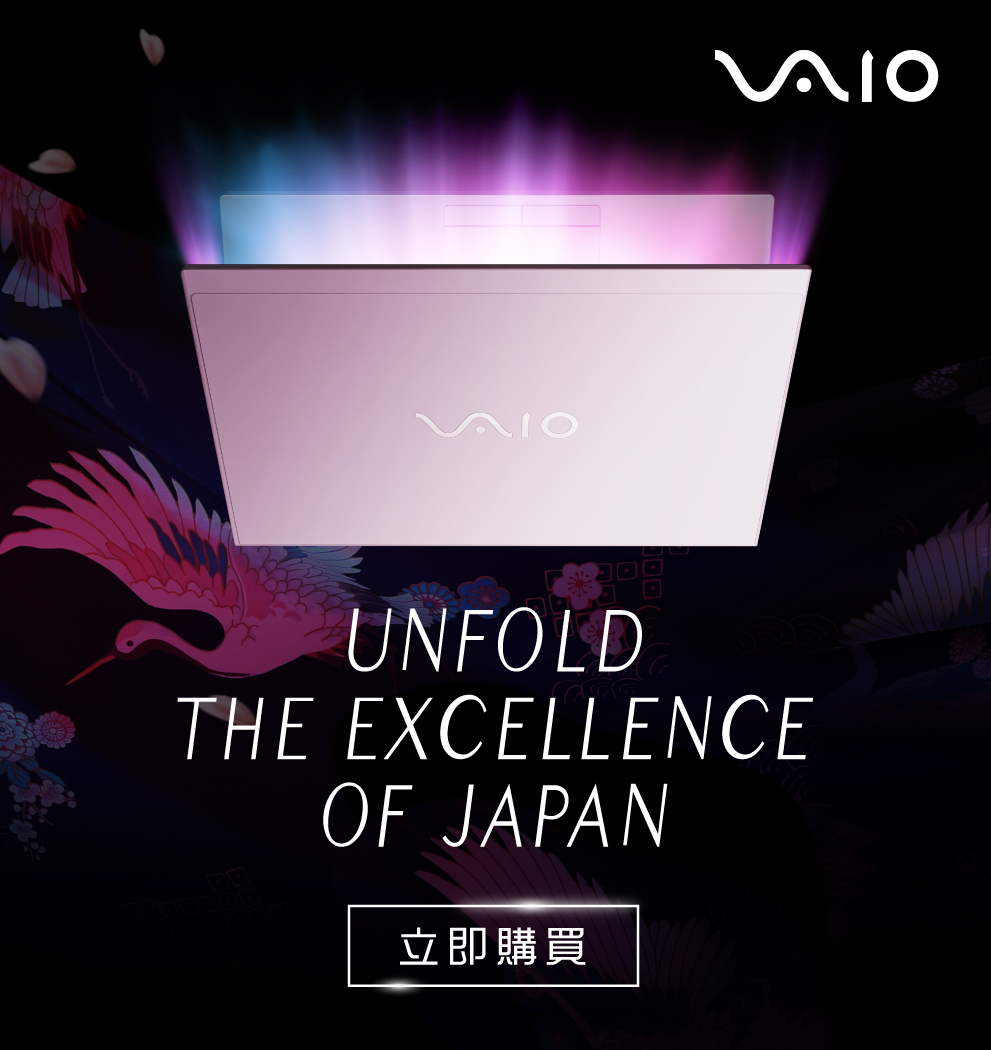 VAIO
VAIO
UNFOLD
THE EXCELLENCE
OF JAPAN
立即購買